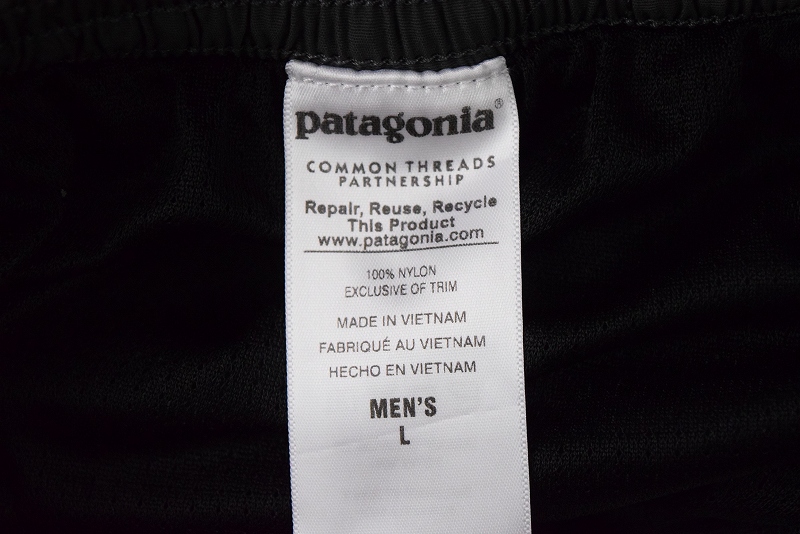 patagonia®
COMMON THREADS
PARTNERSHIP
Repair, Reuse, Recycle
This Product
www.patagonia.com
100% NYLON
EXCLUSIVE OF TRIM
MADE IN VIETNAM
FABRIQUÉ AU VIETNAM
HECHO EN VIETNAM
MEN'S
L